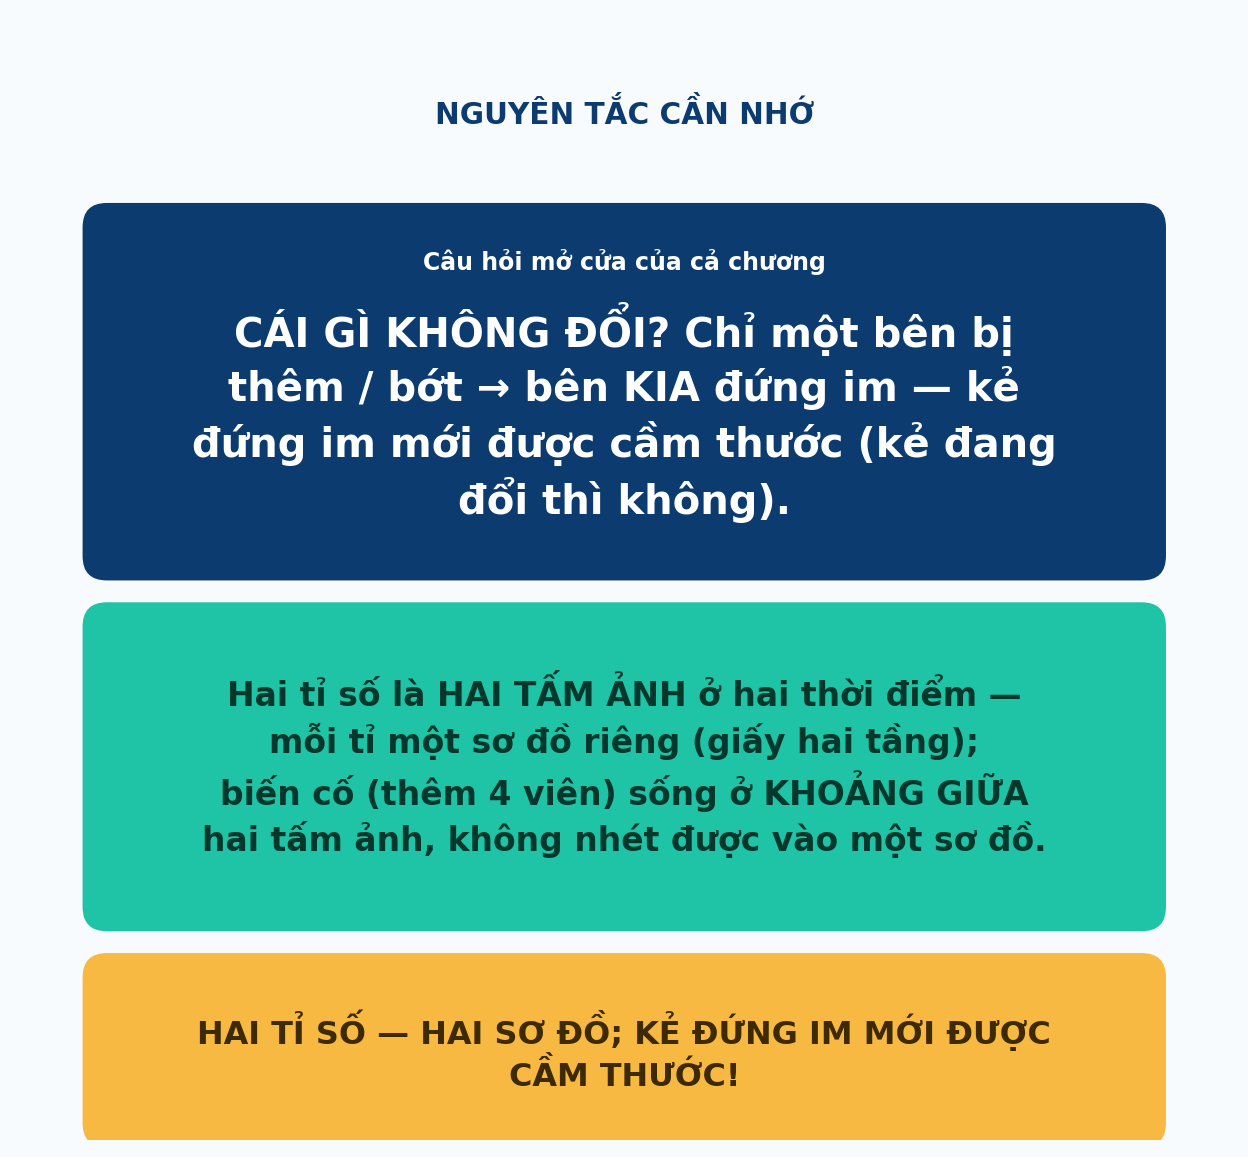 NGUYÊN TẮC CẦN NHỚ
Câu hỏi mở cửa của cả chương
CÁI GÌ KHÔNG ĐỔI? Chỉ một bên bị
thêm / bớt → bên KIA đứng im — kẻ
đứng im mới được cầm thước (kẻ đang
đổi thì không).
Hai tỉ số là HAI TẤM ẢNH ở hai thời điểm —
mỗi tỉ một sơ đồ riêng (giấy hai tầng);
biến cố (thêm 4 viên) sống ở KHOẢNG GIỮA
hai tấm ảnh, không nhét được vào một sơ đồ.
HAI TỈ SỐ — HAI SƠ ĐỒ; KẺ ĐỨNG IM MỚI ĐƯỢC
CẦM THƯỚC!